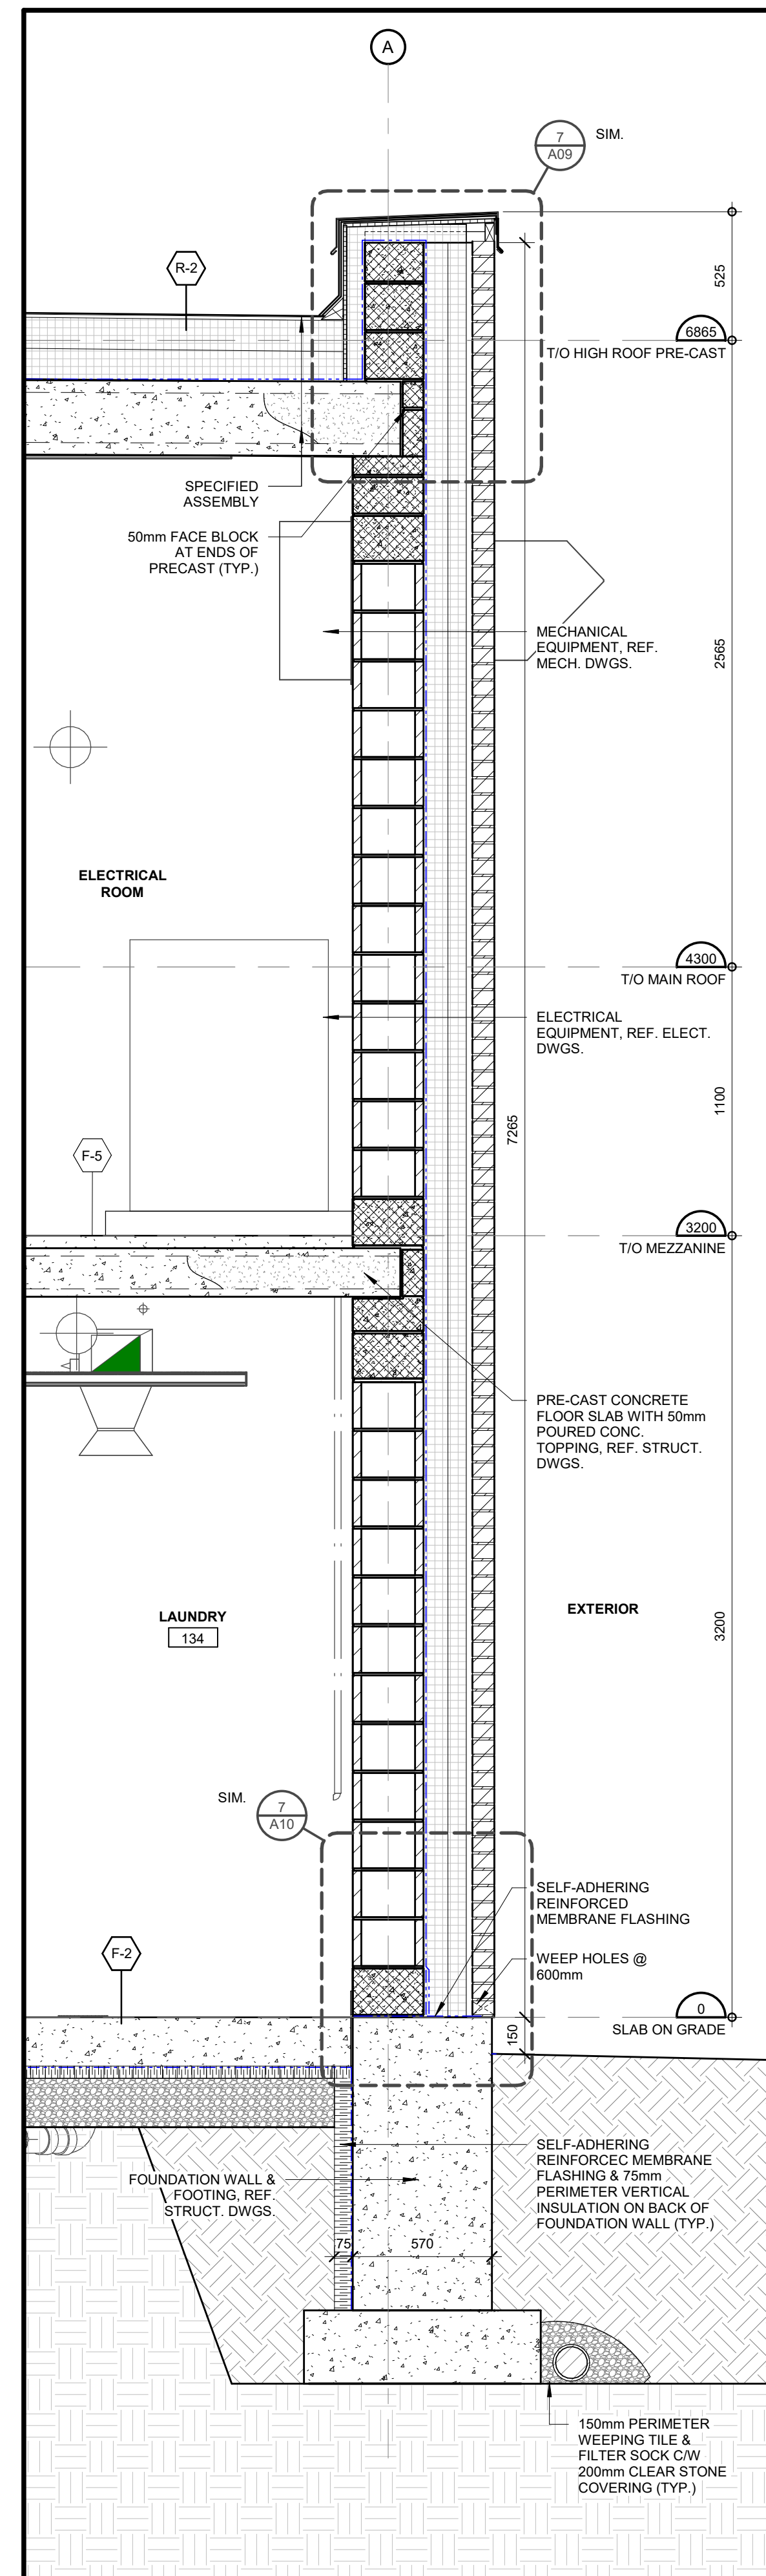 A
7
A09
SIM.
R-2
525
6865
T/O HIGH ROOF PRE-CAST
SPECIFIED
ASSEMBLY
50mm FACE BLOCK
AT ENDS OF
PRECAST (TYP.)
MECHANICAL
EQUIPMENT, REF.
MECH. DWGS.
2565
ELECTRICAL
ROOM
4300
T/O MAIN ROOF
ELECTRICAL
EQUIPMENT, REF. ELECT.
DWGS.
1100
7265
F-5
3200
T/O MEZZANINE
PRE-CAST CONCRETE
FLOOR SLAB WITH 50mm
POURED CONC.
TOPPING, REF. STRUCT.
DWGS.
LAUNDRY
134
EXTERIOR
3200
SIM.
7
A10
SELF-ADHERING
REINFORCED
MEMBRANE FLASHING
F-2
WEEP HOLES @
600mm
0
SLAB ON GRADE
150
SELF-ADHERING
REINFORCEC MEMBRANE
FLASHING & 75mm
PERIMETER VERTICAL
INSULATION ON BACK OF
FOUNDATION WALL (TYP.)
FOUNDATION WALL &
FOOTING, REF.
STRUCT. DWGS.
75
570
150mm PERIMETER
WEEPING TILE &
FILTER SOCK C/W
200mm CLEAR STONE
COVERING (TYP.)